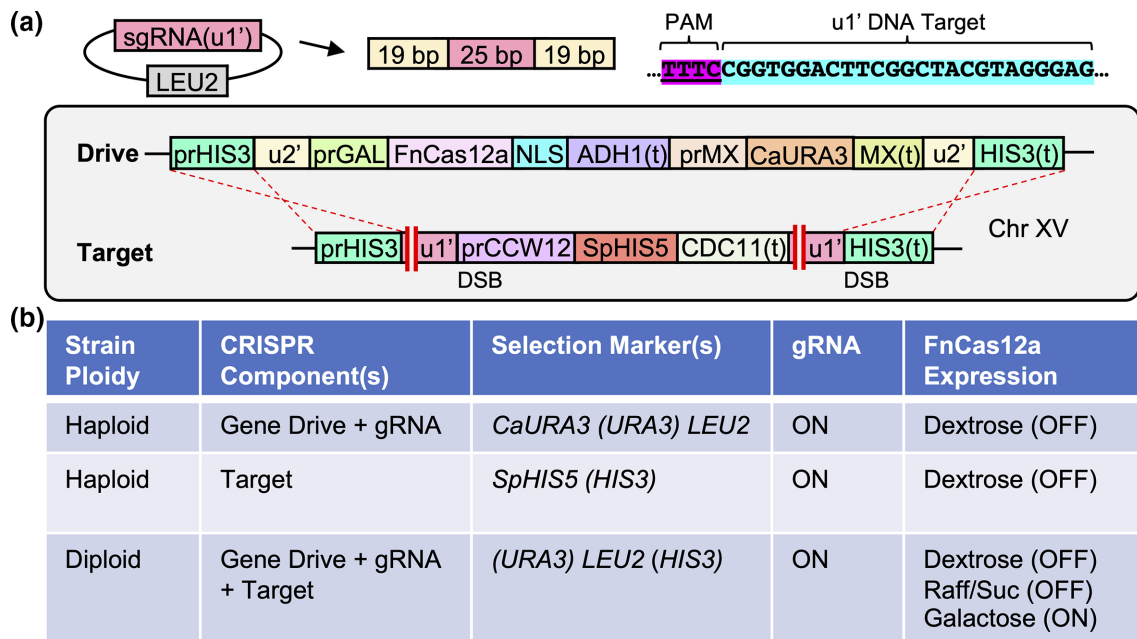 (a)
sgRNA(u1’)
LEU2
19 bp 25 bp 19 bp
PAM u1’ DNA Target
...TTTCCGGTGGACTTCGGCTACGTAGGGAG...
Drive prHIS3 u2’ prGAL FnCas12a NLS ADH1(t) prMX CaURA3 MX(t) u2’ HIS3(t)
Chr XV
Target prHIS3 u1’ prCCW12 SpHIS5 CDC11(t) u1’ HIS3(t)
DSB DSB
(b)
Strain Ploidy CRISPR Component(s) Selection Marker(s) gRNA FnCas12a Expression
Haploid Gene Drive + gRNA CaURA3 (URA3) LEU2 ON Dextrose (OFF)
Haploid Target SpHIS5 (HIS3) ON Dextrose (OFF)
Diploid Gene Drive + gRNA (URA3) LEU2 (HIS3) ON Dextrose (OFF)
+ Target Raff/Suc (OFF)
Galactose (ON)